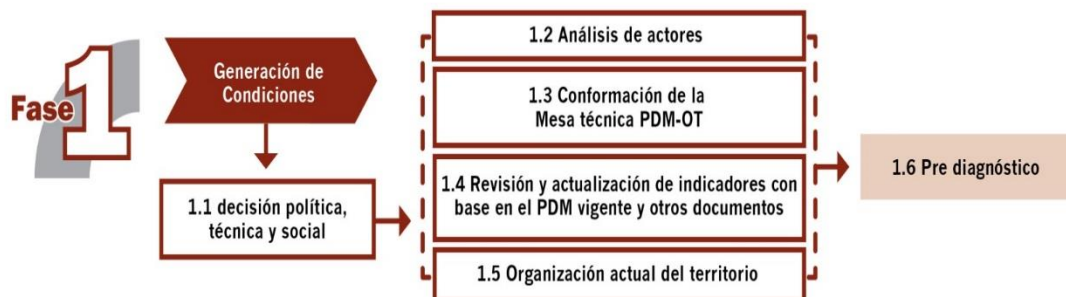 Fase 1
Generación de
Condiciones
1.1 decisión política,
técnica y social
1.2 Análisis de actores
1.3 Conformación de la
Mesa técnica PDM-OT
1.4 Revisión y actualización de indicadores con
base en el PDM vigente y otros documentos
1.5 Organización actual del territorio
1.6 Pre diagnóstico